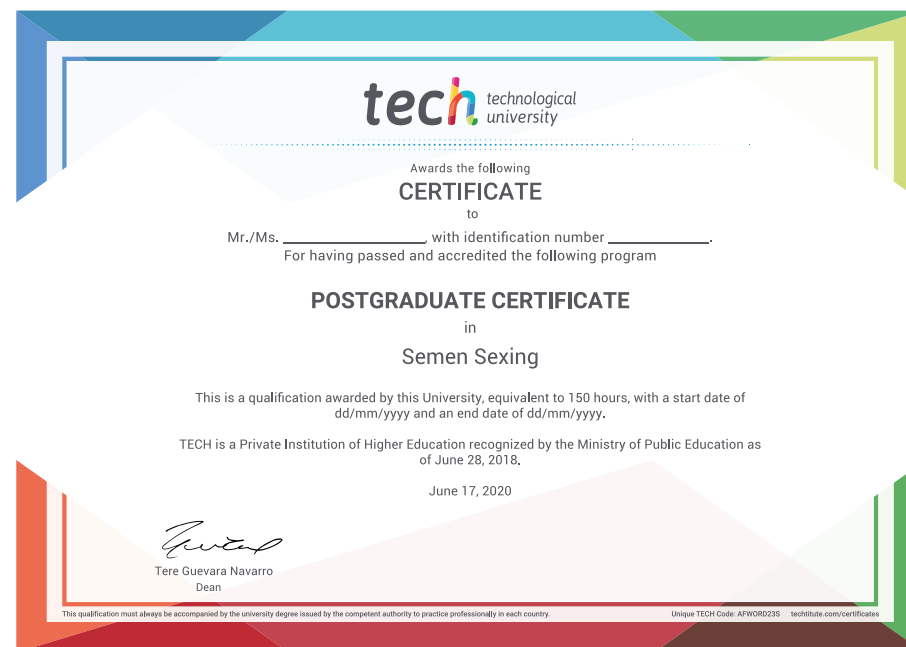 tech technological
university
Awards the following
CERTIFICATE
to
Mr./Ms. ____________________, with identification number ______________.
For having passed and accredited the following program
POSTGRADUATE CERTIFICATE
in
Semen Sexing
This is a qualification awarded by this University, equivalent to 150 hours, with a start date of
dd/mm/yyyy and an end date of dd/mm/yyyy.
TECH is a Private Institution of Higher Education recognized by the Ministry of Public Education as
of June 28, 2018.
June 17, 2020
Tere Guevara Navarro
Dean
This qualification must always be accompanied by the university degree issued by the competent authority to practice professionally in each country. Unique TECH Code: AFWORD23S techtitute.com/certificates